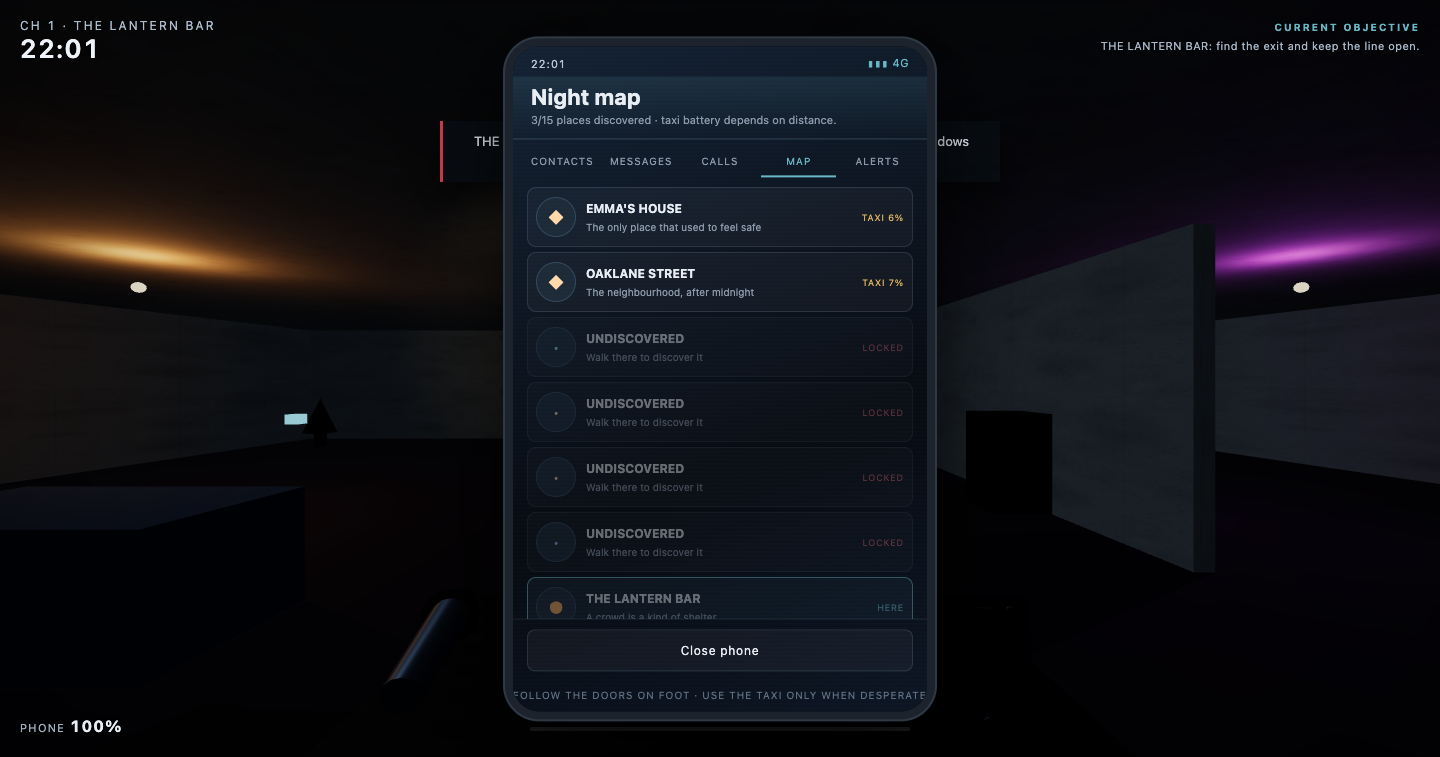 CH 1 · THE LANTERN BAR
22:01
CURRENT OBJECTIVE
THE LANTERN BAR: find the exit and keep the line open.
THE
dows
22:01
4G
Night map
3/15 places discovered · taxi battery depends on distance.
CONTACTS MESSAGES CALLS MAP ALERTS
EMMA'S HOUSE
The only place that used to feel safe
TAXI 6%
OAKLANE STREET
The neighbourhood, after midnight
TAXI 7%
UNDISCOVERED
Walk there to discover it
LOCKED
UNDISCOVERED
Walk there to discover it
LOCKED
UNDISCOVERED
Walk there to discover it
LOCKED
UNDISCOVERED
Walk there to discover it
LOCKED
THE LANTERN BAR
A crowd is a kind of shelter
HERE
Close phone
FOLLOW THE DOORS ON FOOT · USE THE TAXI ONLY WHEN DESPERATE
PHONE 100%